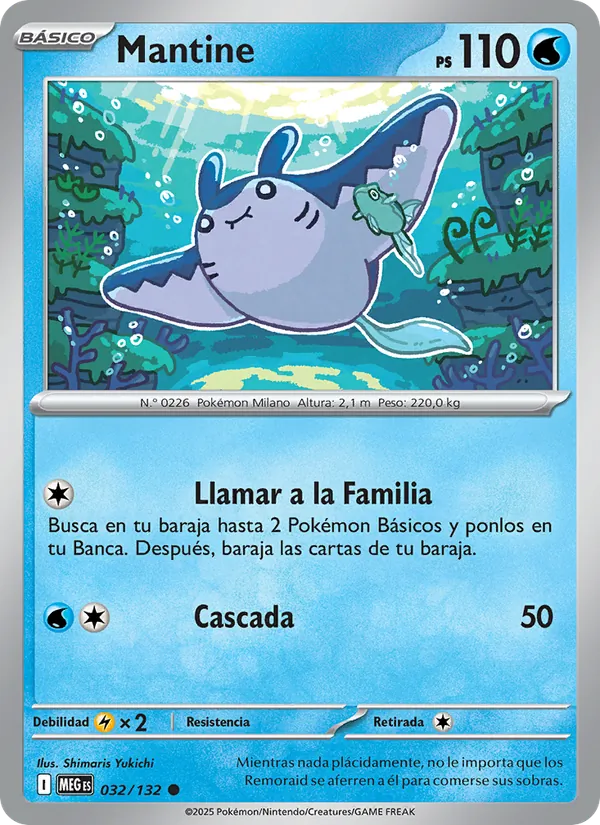 BÁSICO
Mantine
PS 110
N.º 0226 Pokémon Milano Altura: 2,1 m Peso: 220,0 kg
Llamar a la Familia
Busca en tu baraja hasta 2 Pokémon Básicos y ponlos en
tu Banca. Después, baraja las cartas de tu baraja.
Cascada 50
Debilidad × 2 Resistencia Retirada
Ilus. Shimaris Yukichi
Mientras nada plácidamente, no le importa que los
Remoraid se aferren a él para comerse sus sobras.
I MEG ES 032/132
©2025 Pokémon/Nintendo/Creatures/GAME FREAK